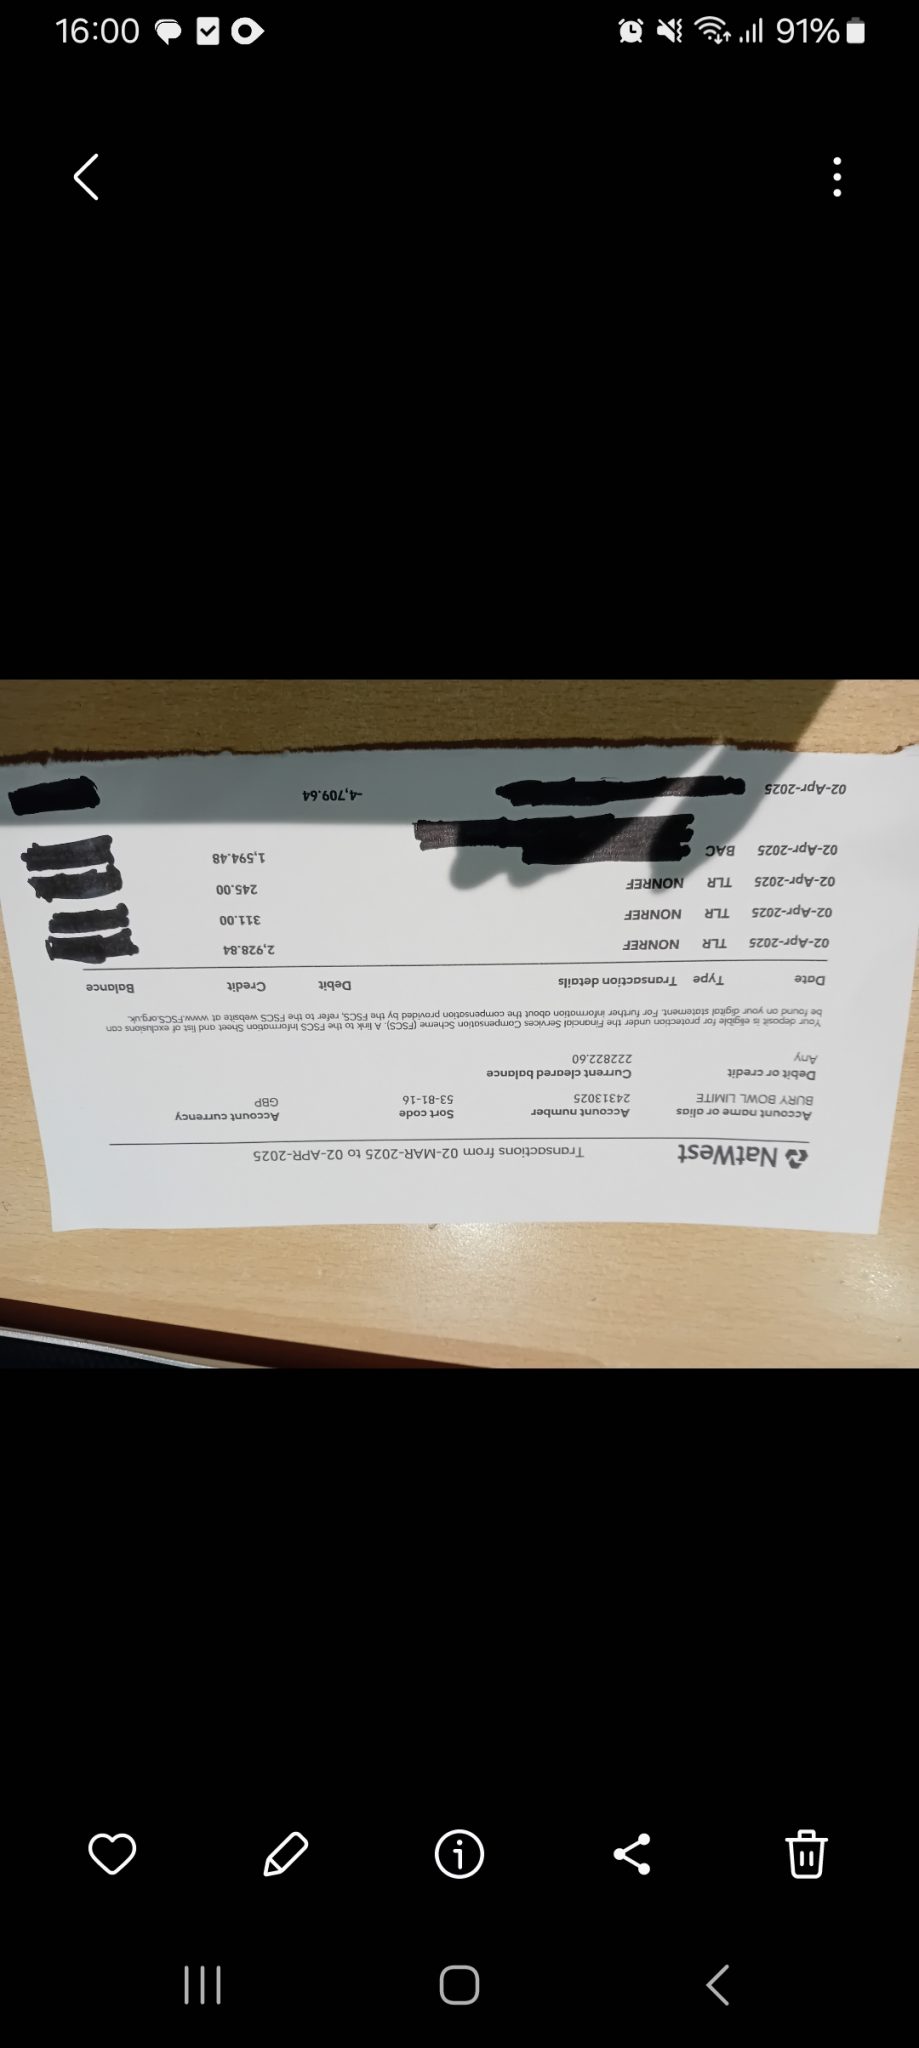 16:00
91%
NatWest Transactions from 02-MAR-2025 to 02-APR-2025
Account name or alias Account number Sort code Account currency
BURY BOWL LIMITE 24313025 53-81-16 GBP
Debit or credit Current cleared balance
Any 222822.60
Your deposit is eligible for protection under the Financial Services Compensation Scheme (FSCS). A link to the FSCS Information Sheet and list of exclusions can
be found on your digital statement. For further information about the compensation provided by the FSCS, refer to the FSCS website at www.FSCS.org.uk.
Date Type Transaction details Debit Credit Balance
02-Apr-2025 TLR NONREF 2,928.84
02-Apr-2025 TLR NONREF 311.00
02-Apr-2025 TLR NONREF 245.00
02-Apr-2025 BAC 1,594.48
02-Apr-2025 -4,709.64